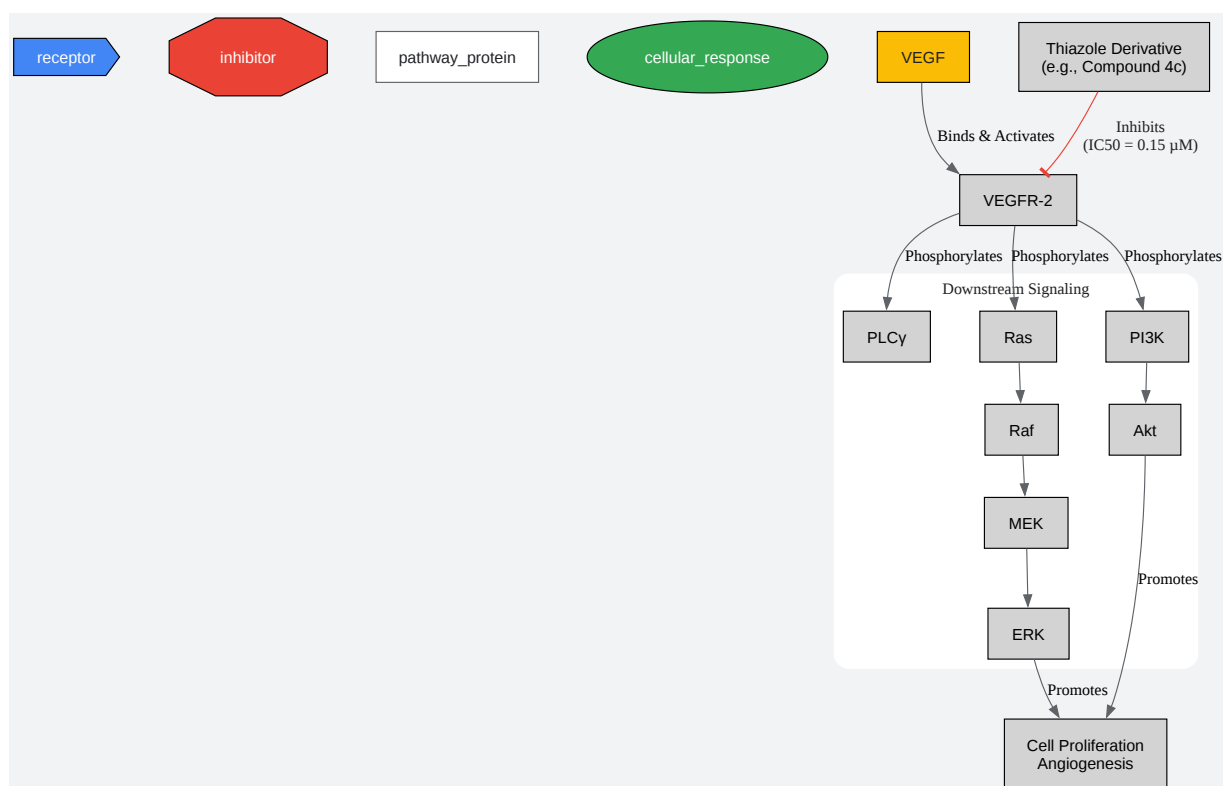 receptor
inhibitor
pathway_protein
cellular_response
VEGF
Thiazole Derivative
(e.g., Compound 4c)
Binds & Activates
Inhibits
(IC50 = 0.15 µM)
VEGFR-2
Phosphorylates
Phosphorylates
Phosphorylates
Downstream Signaling
PLCγ
Ras
PI3K
Raf
Akt
MEK
Promotes
ERK
Promotes
Cell Proliferation
Angiogenesis